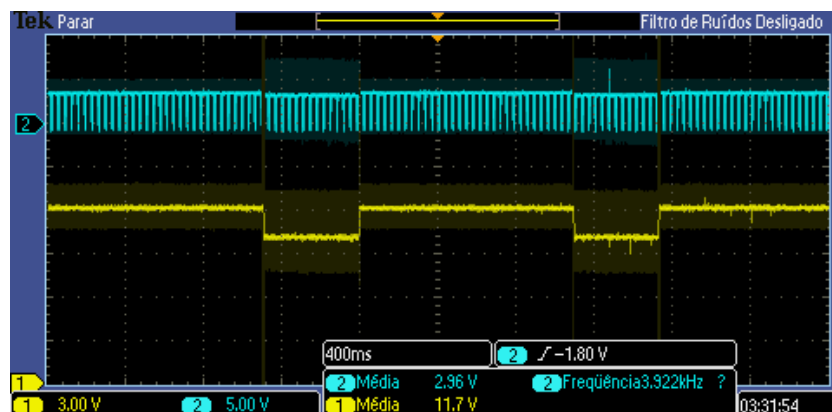 Tek Parar Filtro de Ruídos Desligado
2
400ms 2 -1.80 V
1 2 Média 2.96 V 2 Freqüência3.922kHz ?
1 3.00 V 2 5.00 V 1 Média 11.7 V 03:31:54